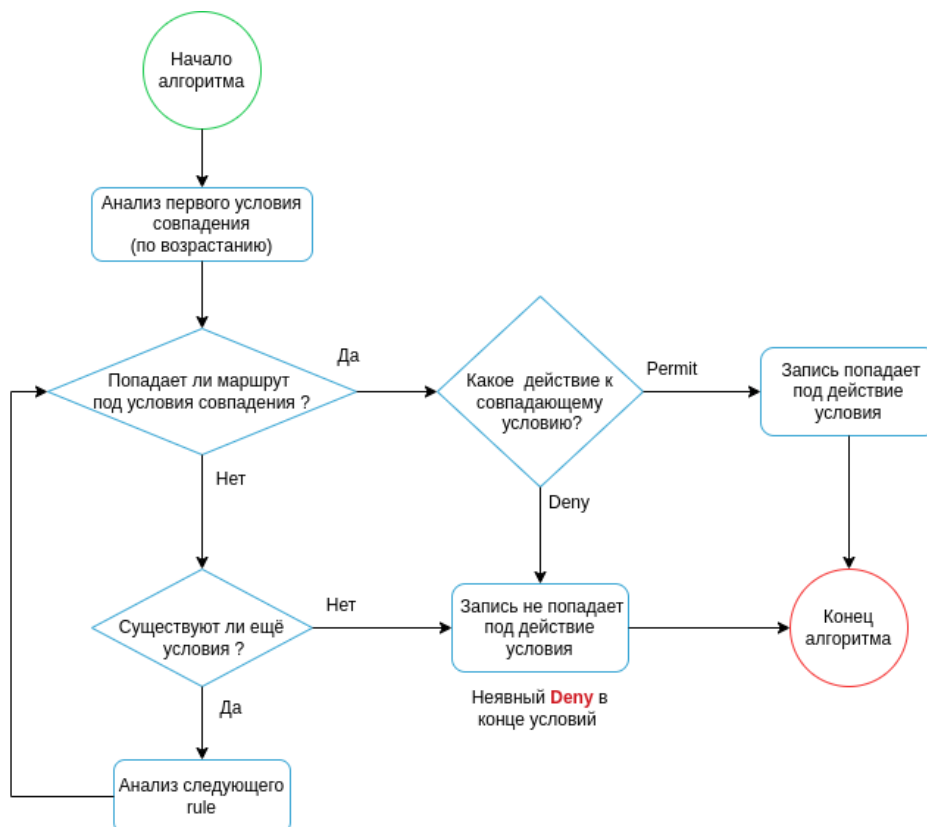 Начало
алгоритма
Анализ первого условия
совпадения
(по возрастанию)
Попадает ли маршрут
под условия совпадения ?
Да
Какое действие к
совпадающему
условию?
Permit
Запись попадает
под действие
условия
Нет
Deny
Существуют ли ещё
условия ?
Нет
Запись не попадает
под действие
условия
Конец
алгоритма
Неявный Deny в
конце условий
Да
Анализ следующего
rule